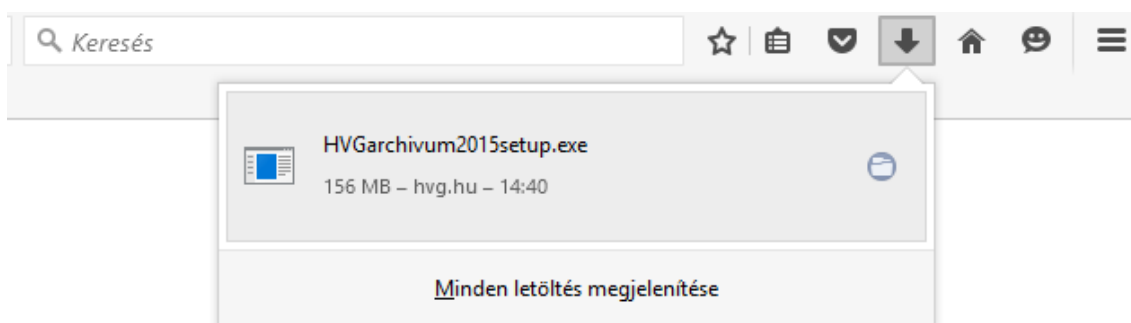 Keresés
HVGarchivum2015setup.exe
156 MB – hvg.hu – 14:40
Minden letöltés megjelenítése